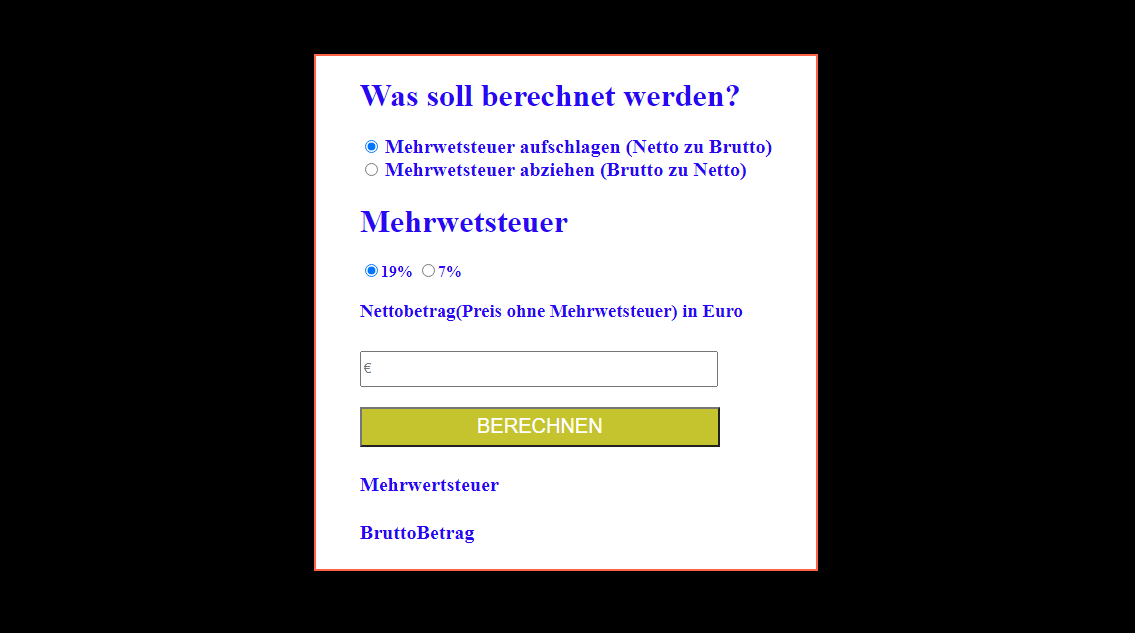 Was soll berechnet werden?
Mehrwetsteuer aufschlagen (Netto zu Brutto)
Mehrwetsteuer abziehen (Brutto zu Netto)
Mehrwetsteuer
19% 7%
Nettobetrag(Preis ohne Mehrwetsteuer) in Euro
€
BERECHNEN
Mehrwertsteuer
BruttoBetrag